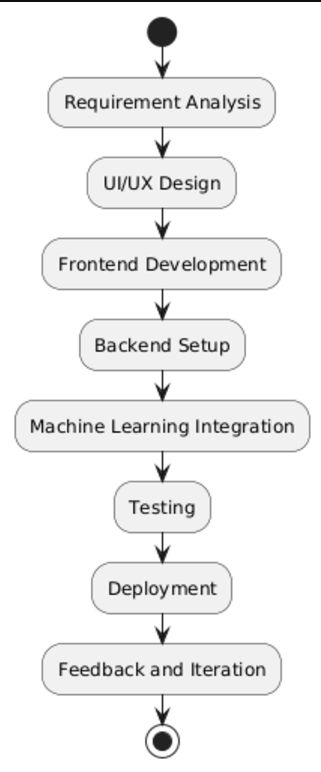 Requirement Analysis
UI/UX Design
Frontend Development
Backend Setup
Machine Learning Integration
Testing
Deployment
Feedback and Iteration